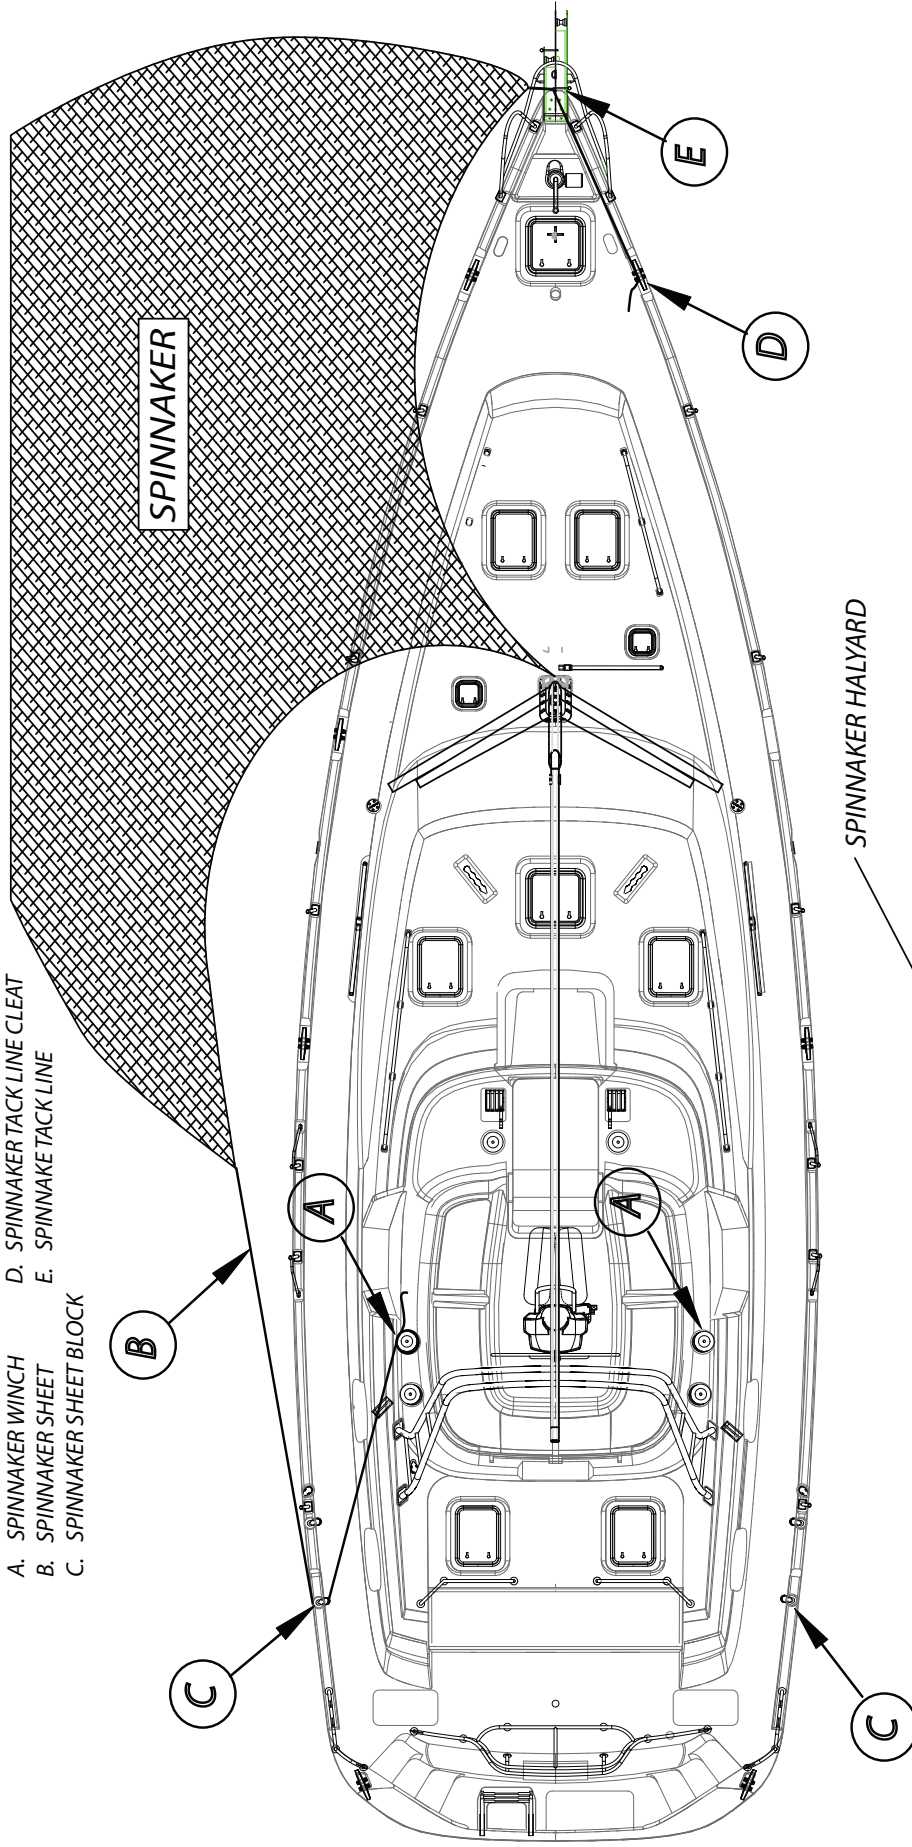 A. SPINNAKER WINCH
B. SPINNAKER SHEET
C. SPINNAKER SHEET BLOCK
D. SPINNAKER TACK LINE CLEAT
E. SPINNAKE TACK LINE
SPINNAKER
SPINNAKER HALYARD
A
A
B
C
C
D
E